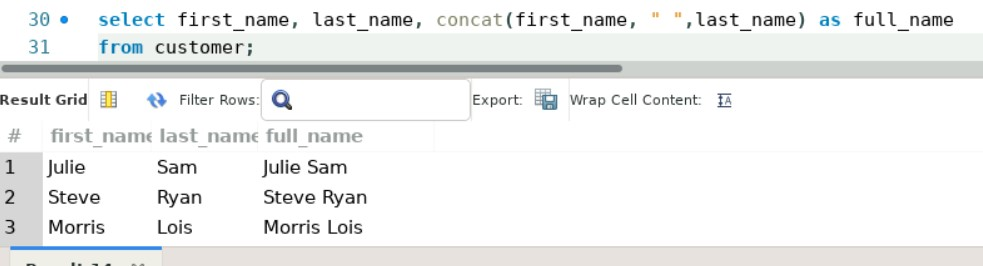 30 select first_name, last_name, concat(first_name, " ",last_name) as full_name
31 from customer;
Result Grid Filter Rows: Export: Wrap Cell Content: IA
# first_name last_name full_name
1 Julie Sam Julie Sam
2 Steve Ryan Steve Ryan
3 Morris Lois Morris Lois